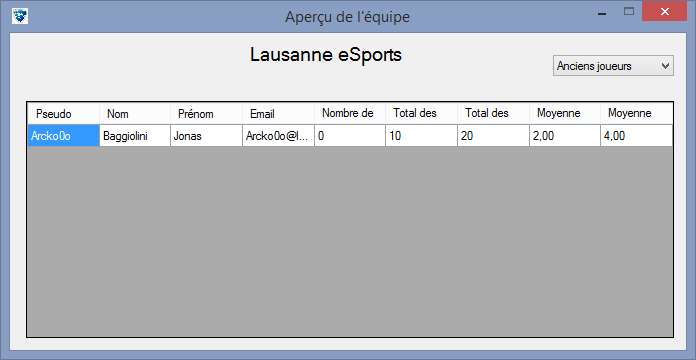 Aperçu de l'équipe
Lausanne eSports
Anciens joueurs
Pseudo Nom Prénom Email Nombre de Total des Total des Moyenne Moyenne
Arcko0o Baggiolini Jonas Arcko0o@l... 0 10 20 2,00 4,00